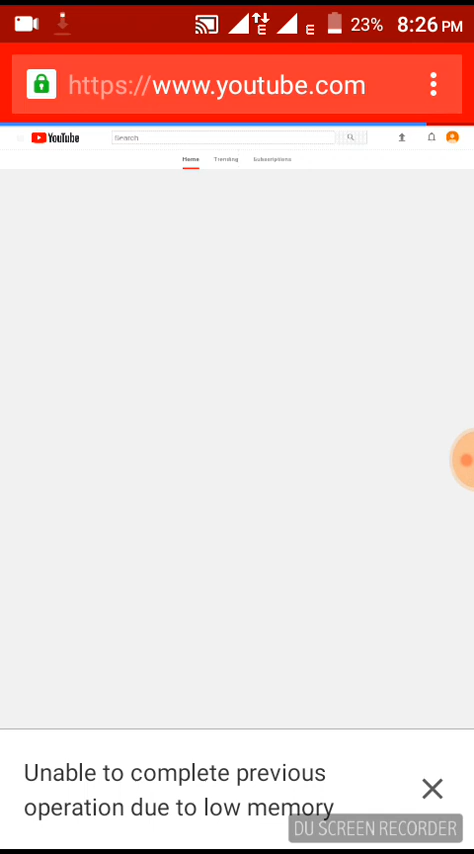 E E 23% 8:26 PM
https://www.youtube.com
YouTube Search
Home Trending Subscriptions
Unable to complete previous
operation due to low memory
DU SCREEN RECORDER